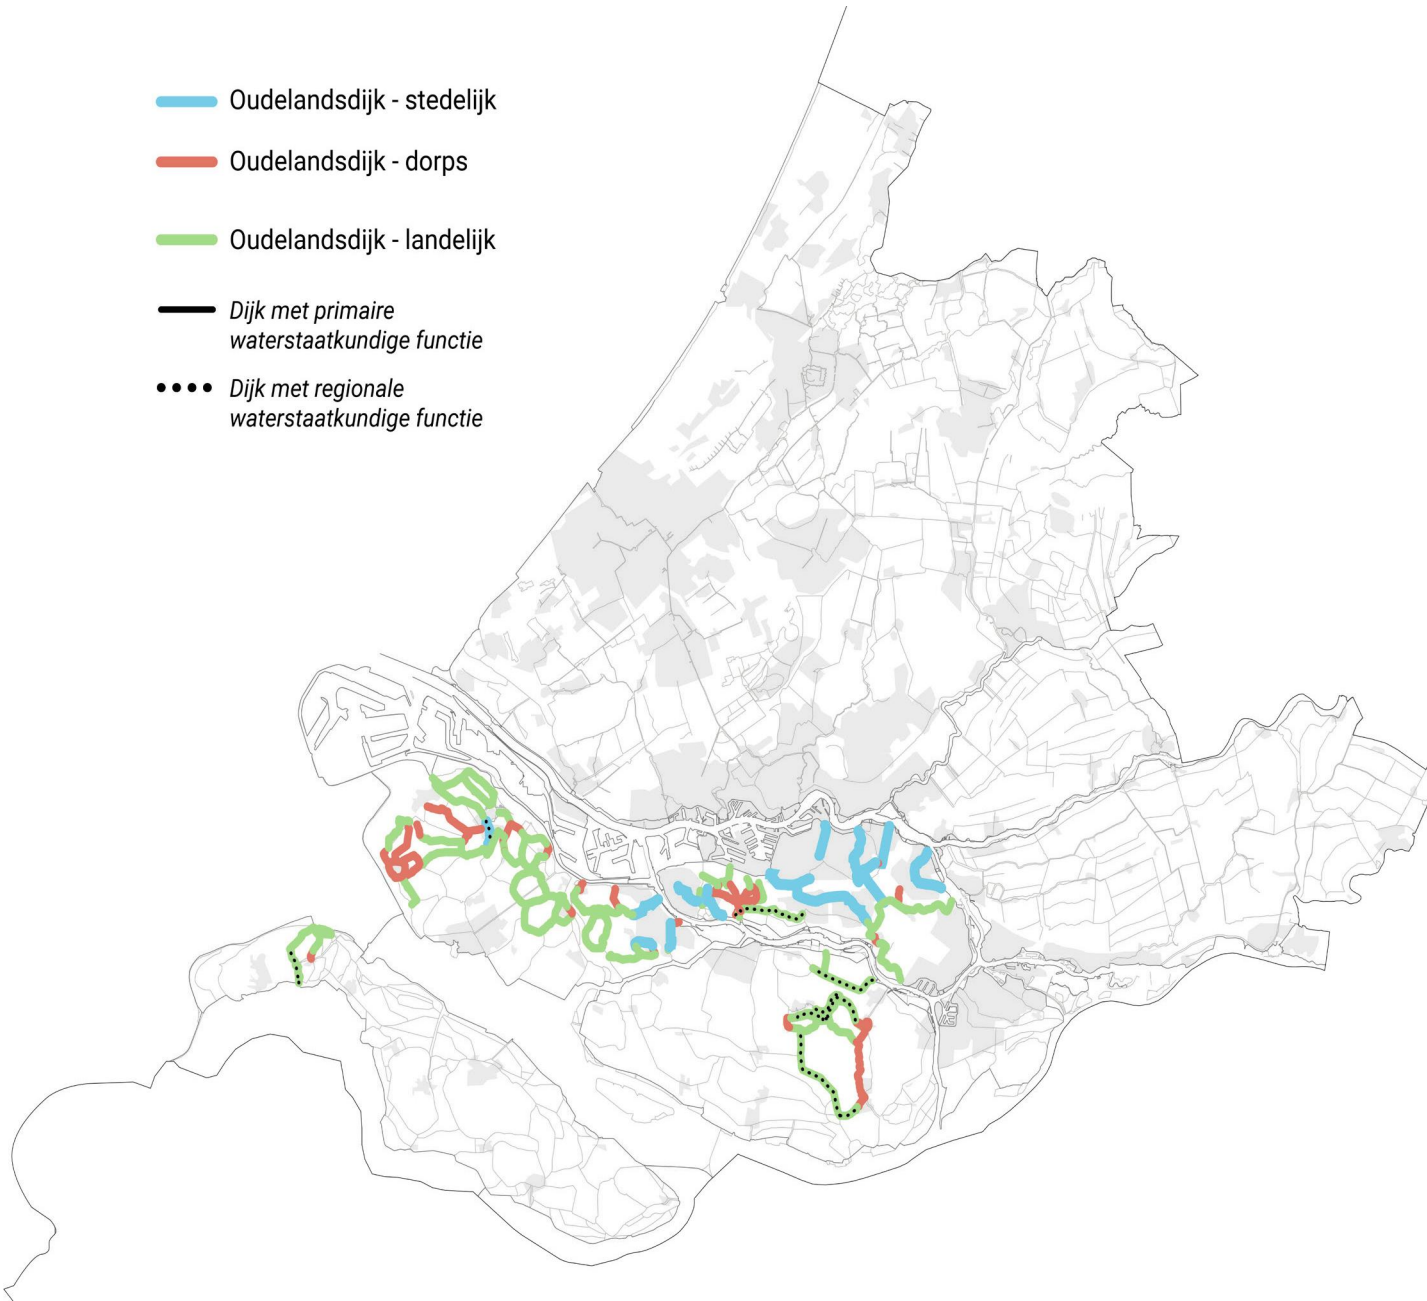 Oudelandsdijk - stedelijk
Oudelandsdijk - dorps
Oudelandsdijk - landelijk
Dijk met primaire
waterstaatkundige functie
Dijk met regionale
waterstaatkundige functie